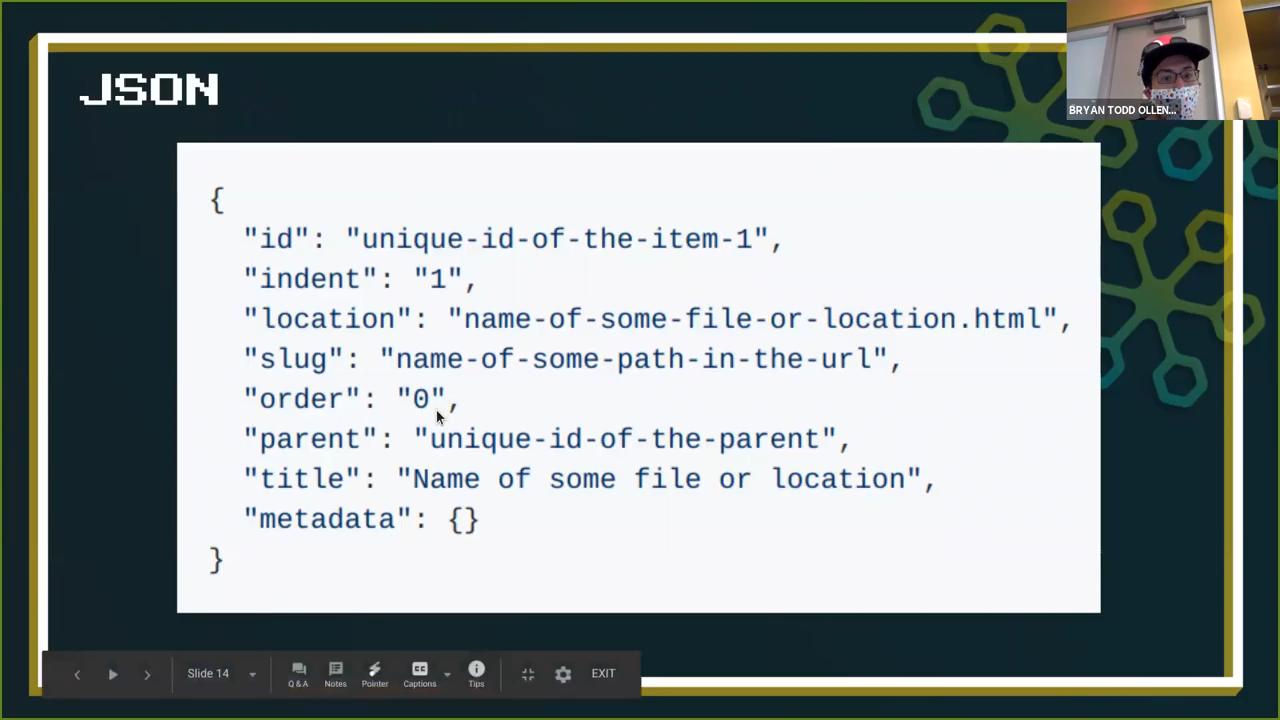 JSON
BRYAN TODD OLLEN...
{
"id": "unique-id-of-the-item-1",
"indent": "1",
"location": "name-of-some-file-or-location.html",
"slug": "name-of-some-path-in-the-url",
"order": "0",
"parent": "unique-id-of-the-parent",
"title": "Name of some file or location",
"metadata": {}
}
Slide 14
Q & A
Notes
Pointer
Captions
Tips
EXIT